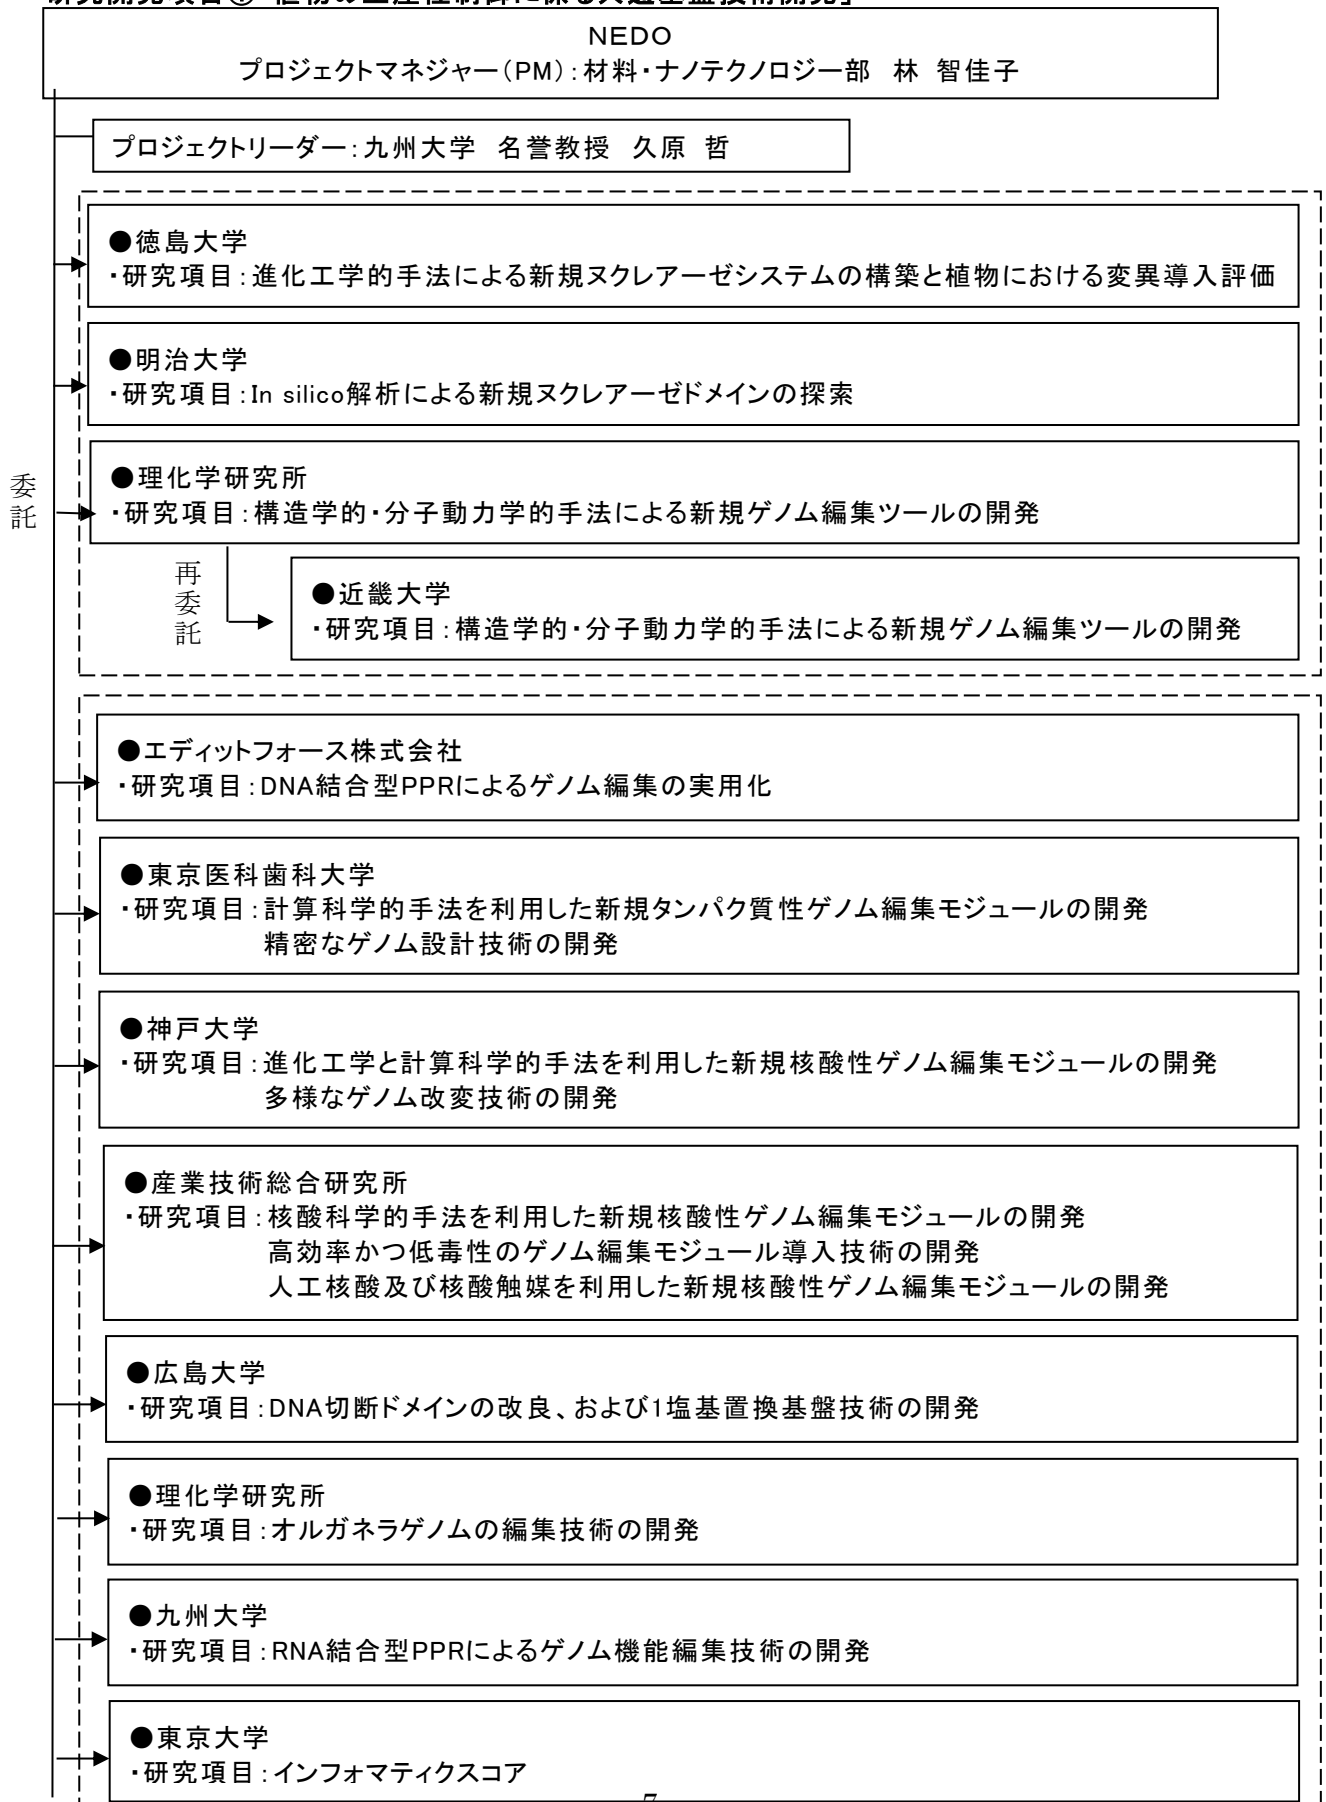 NEDO
プロジェクトマネジャー(PM):材料・ナノテクノロジー部 林 智佳子
プロジェクトリーダー:九州大学 名誉教授 久原 哲
●徳島大学
・研究項目:進化工学的手法による新規ヌクレアーゼシステムの構築と植物における変異導入評価
●明治大学
・研究項目:In silico解析による新規ヌクレアーゼドメインの探索
委託
●理化学研究所
・研究項目:構造学的・分子動力学的手法による新規ゲノム編集ツールの開発
再委託
●近畿大学
・研究項目:構造学的・分子動力学的手法による新規ゲノム編集ツールの開発
●エディットフォース株式会社
・研究項目:DNA結合型PPRによるゲノム編集の実用化
●東京医科歯科大学
・研究項目:計算科学的手法を利用した新規タンパク質性ゲノム編集モジュールの開発
精密なゲノム設計技術の開発
●神戸大学
・研究項目:進化工学と計算科学的手法を利用した新規核酸性ゲノム編集モジュールの開発
多様なゲノム改変技術の開発
●産業技術総合研究所
・研究項目:核酸科学的手法を利用した新規核酸性ゲノム編集モジュールの開発
高効率かつ低毒性のゲノム編集モジュール導入技術の開発
人工核酸及び核酸触媒を利用した新規核酸性ゲノム編集モジュールの開発
●広島大学
・研究項目:DNA切断ドメインの改良、および1塩基置換基盤技術の開発
●理化学研究所
・研究項目:オルガネラゲノムの編集技術の開発
●九州大学
・研究項目:RNA結合型PPRによるゲノム機能編集技術の開発
●東京大学
・研究項目:インフォマティクスコア